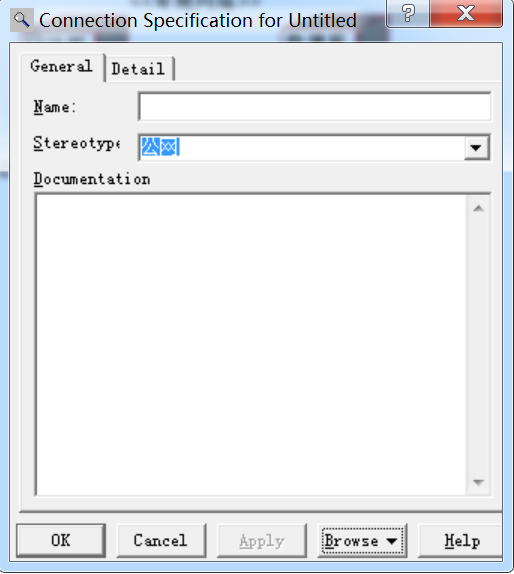 Connection Specification for Untitled
General Detail
Name:
Stereotype
公网
Documentation
OK Cancel Apply Browse Help